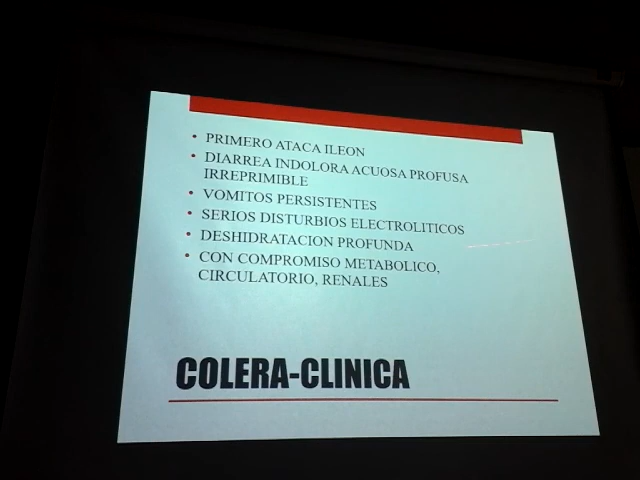 • PRIMERO ATACA ILEON
• DIARREA INDOLORA ACUOSA PROFUSA
IRREPRIMIBLE
• VOMITOS PERSISTENTES
• SERIOS DISTURBIOS ELECTROLITICOS
• DESHIDRATACION PROFUNDA
• CON COMPROMISO METABOLICO,
CIRCULATORIO, RENALES
COLERA-CLINICA